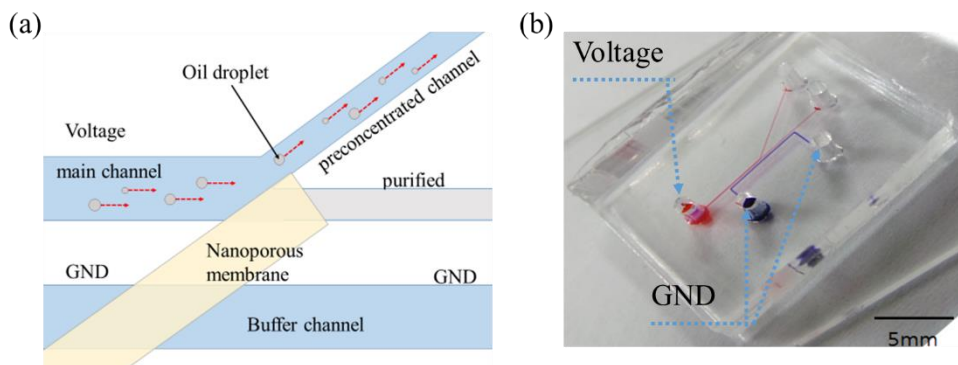 (a)
Oil droplet
preconcentrated channel
Voltage
main channel
purified
Nanoporous
membrane
GND
GND
Buffer channel
(b)
Voltage
GND
5mm